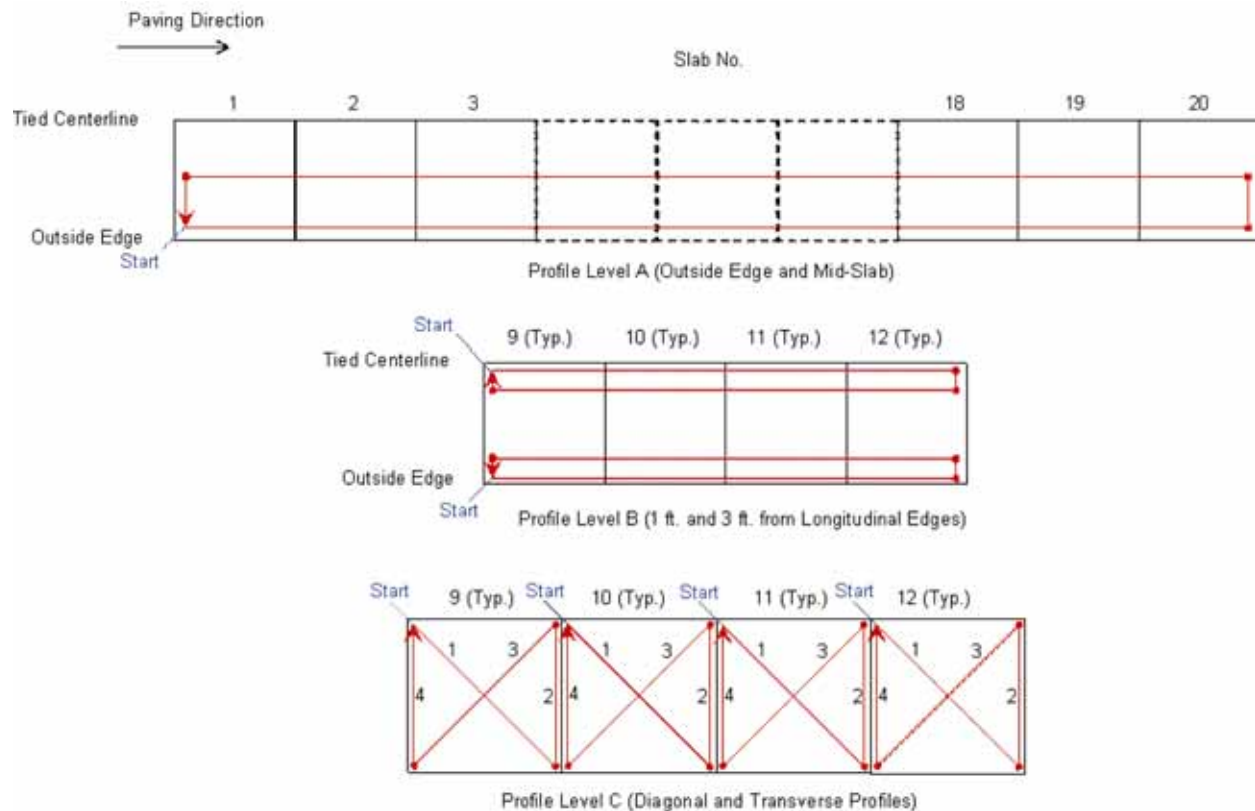 Paving Direction
Slab No.
1 2 3 18 19 20
Tied Centerline
Outside Edge
Start
Profile Level A (Outside Edge and Mid-Slab)
Start
9 (Typ.) 10 (Typ.) 11 (Typ.) 12 (Typ.)
Tied Centerline
Outside Edge
Start
Profile Level B (1 ft. and 3 ft. from Longitudinal Edges)
Start 9 (Typ.) Start 10 (Typ.) Start 11 (Typ.) Start 12 (Typ.)
1 3 1 3 1 3 1 3
4 2 4 2 4 2 4 2
Profile Level C (Diagonal and Transverse Profiles)